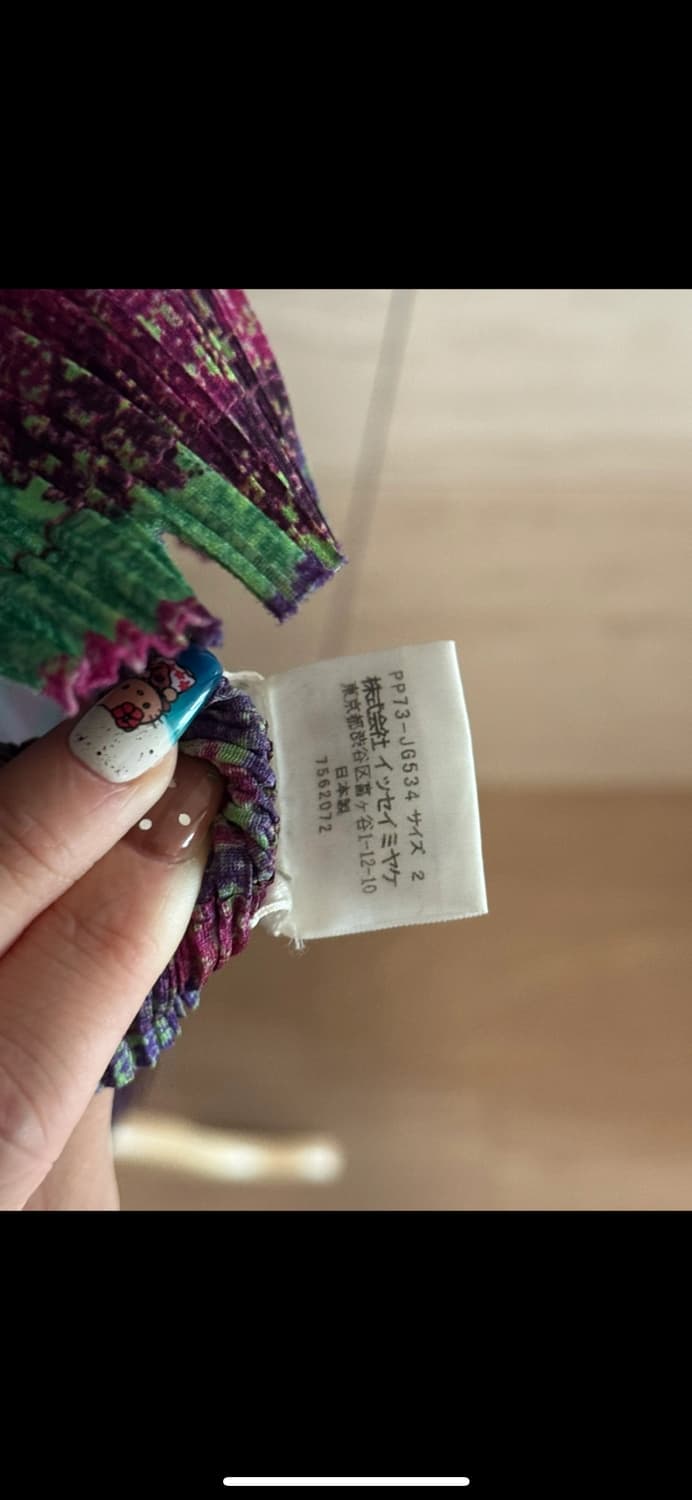 PP73-JG534 サイズ 2
株式会社 イッセイミヤケ
東京都渋谷区富ヶ谷1-12-10
日本製
7562072